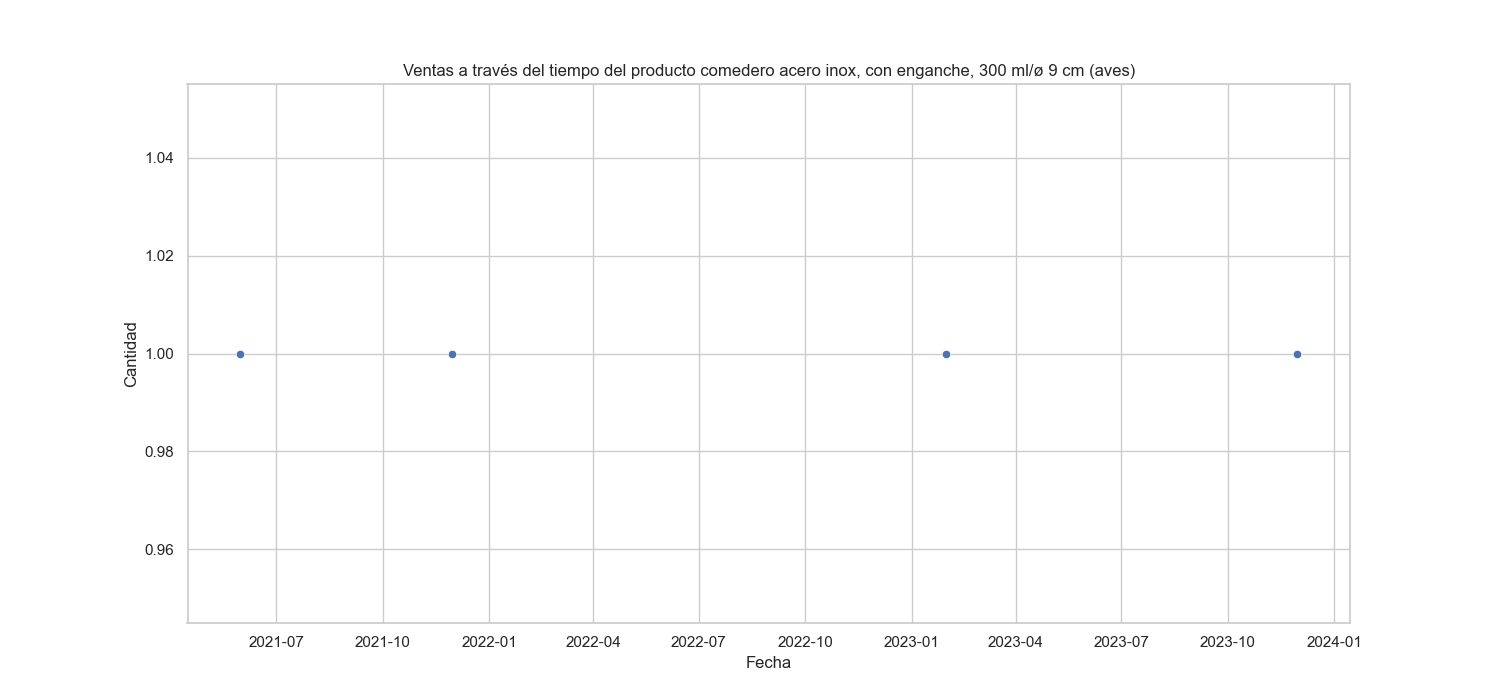 Ventas a través del tiempo del producto comedero acero inox, con enganche, 300 ml/ø 9 cm (aves)
1.04
1.02
1.00
0.98
0.96
Cantidad
2021-07 2021-10 2022-01 2022-04 2022-07 2022-10 2023-01 2023-04 2023-07 2023-10 2024-01
Fecha